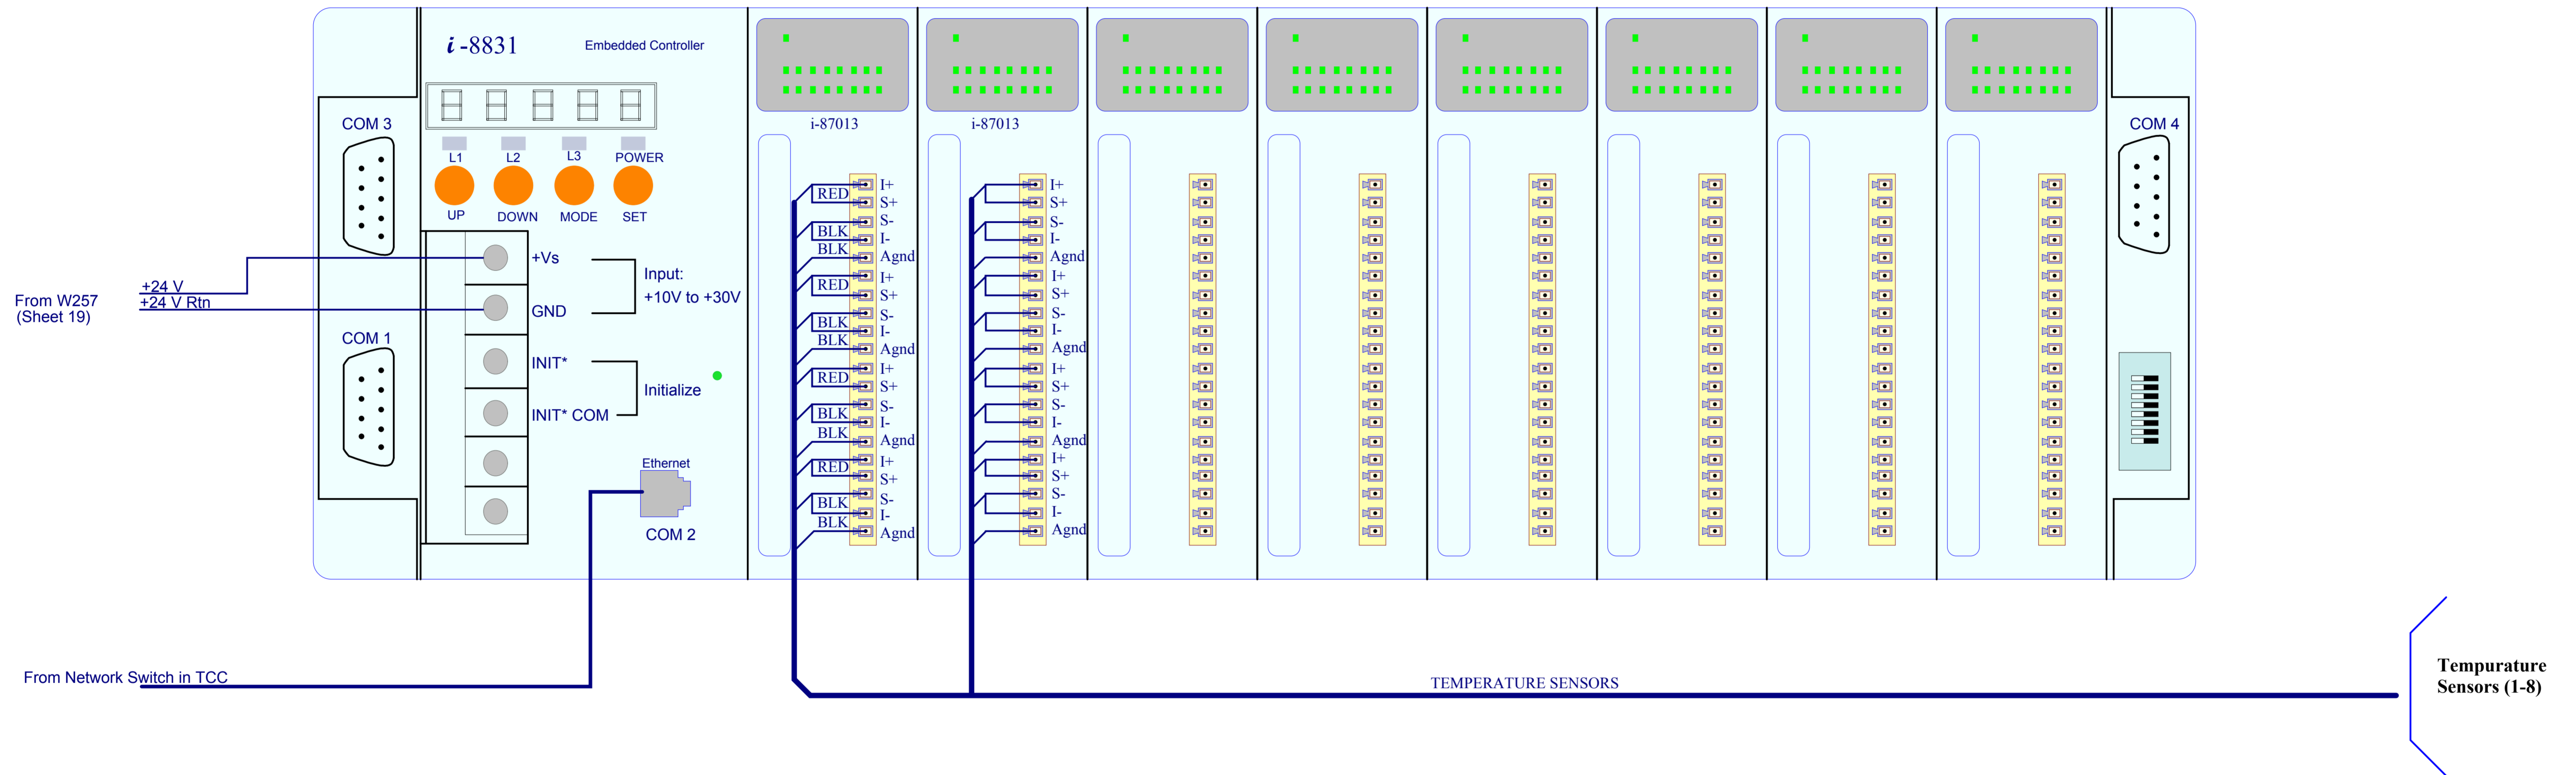 i -8831
Embedded Controller
COM 3
L1
L2
L3
POWER
UP
DOWN
MODE
SET
+Vs
GND
INIT*
INIT* COM
Input:
+10V to +30V
Initialize
Ethernet
COM 2
COM 1
From W257
(Sheet 19)
+24 V
+24 V Rtn
From Network Switch in TCC
i-87013
RED
BLK
BLK
RED
BLK
BLK
RED
BLK
BLK
RED
BLK
BLK
I+
S+
S-
I-
Agnd
I+
S+
S-
I-
Agnd
I+
S+
S-
I-
Agnd
I+
S+
S-
I-
Agnd
i-87013
I+
S+
S-
I-
Agnd
I+
S+
S-
I-
Agnd
I+
S+
S-
I-
Agnd
I+
S+
S-
I-
Agnd
COM 4
TEMPERATURE SENSORS
Tempurature
Sensors (1-8)